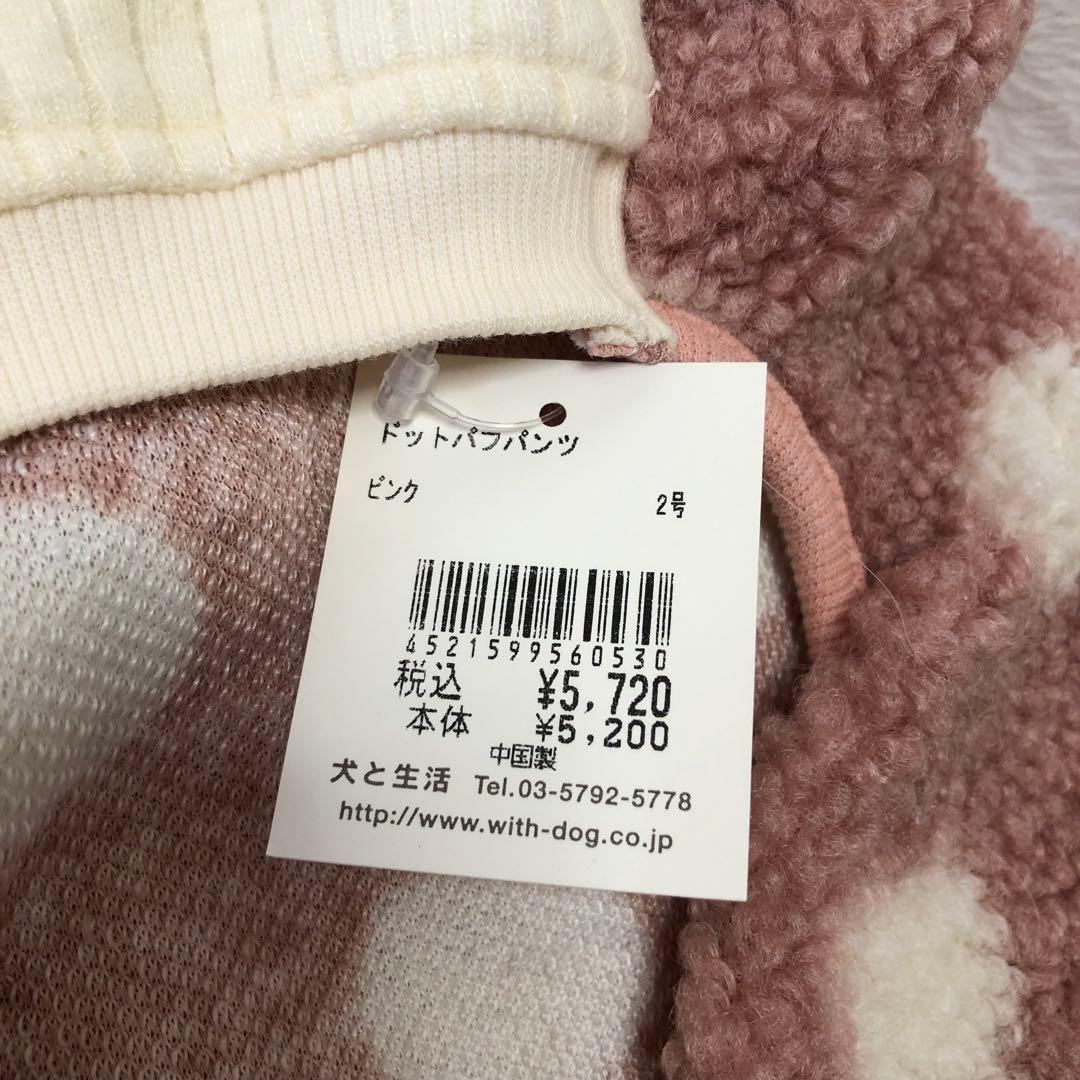 ドットパフパンツ
ピンク 2号
4521599560530
税込 ¥5,720
本体 ¥5,200
中国製
犬と生活 Tel.03-5792-5778
http://www.with-dog.co.jp